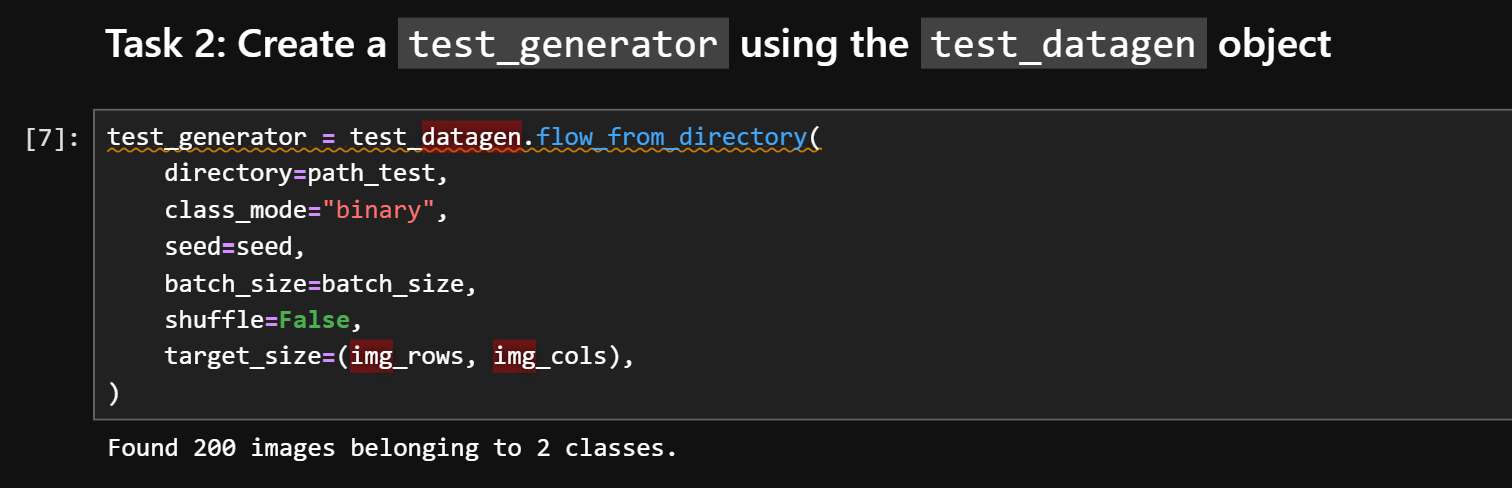 Task 2: Create a test_generator using the test_datagen object
[7]:
test_generator = test_datagen.flow_from_directory(
    directory=path_test,
    class_mode="binary",
    seed=seed,
    batch_size=batch_size,
    shuffle=False,
    target_size=(img_rows, img_cols),
)
Found 200 images belonging to 2 classes.